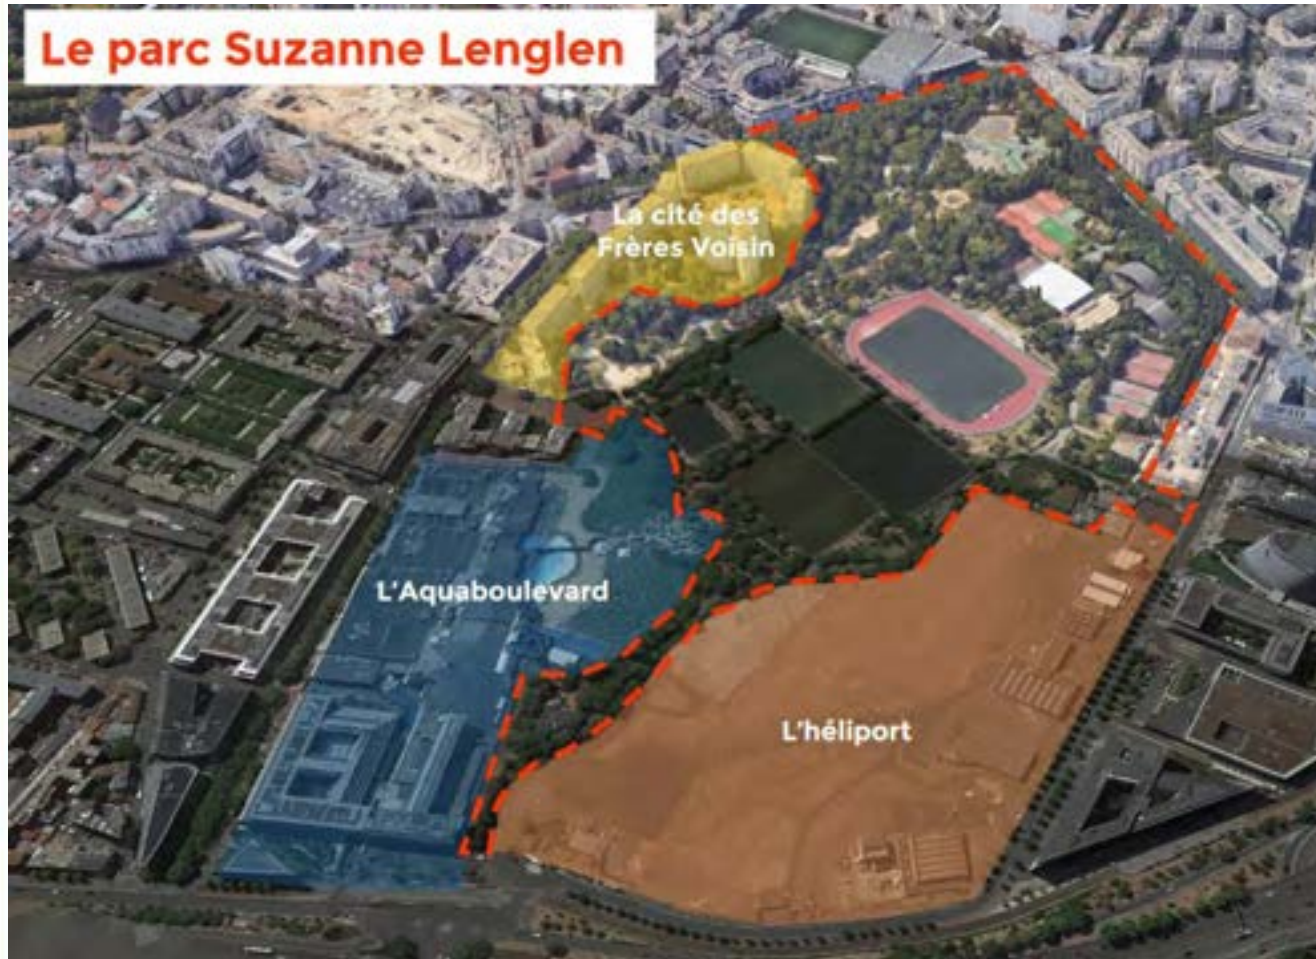 Le parc Suzanne Lenglen
La cité des
Frères Voisin
L'Aquaboulevard
L'héliport